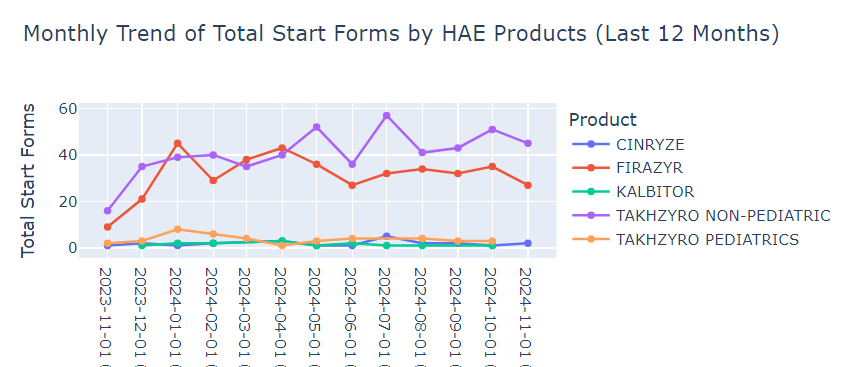 Monthly Trend of Total Start Forms by HAE Products (Last 12 Months)
Total Start Forms
60
40
20
0
2023-11-01
2023-12-01
2024-01-01
2024-02-01
2024-03-01
2024-04-01
2024-05-01
2024-06-01
2024-07-01
2024-08-01
2024-09-01
2024-10-01
2024-11-01
Product
CINRYZE
FIRAZYR
KALBITOR
TAKHZYRO NON-PEDIATRIC
TAKHZYRO PEDIATRICS